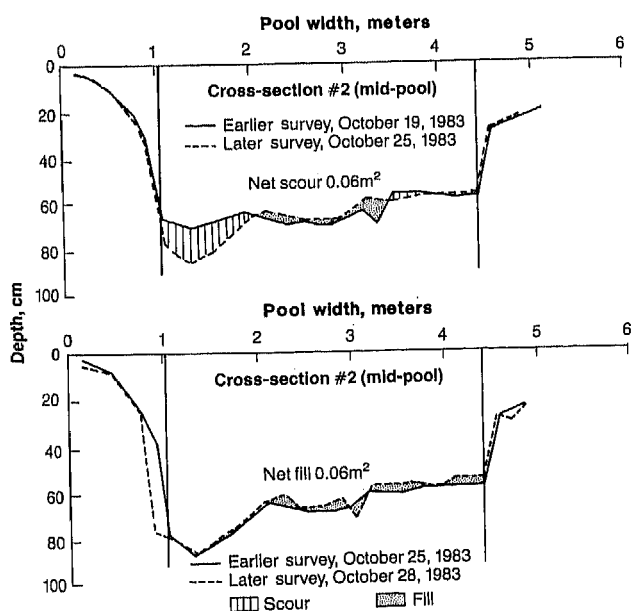 Pool width, meters
0 1 2 3 4 5 6
0
20
40
60
80
100
Cross-section #2 (mid-pool)
Earlier survey, October 19, 1983
Later survey, October 25, 1983
Net scour 0.06m²
Depth, cm
Pool width, meters
0 1 2 3 4 5 6
0
20
40
60
80
100
Cross-section #2 (mid-pool)
Net fill 0.06m²
Earlier survey, October 25, 1983
Later survey, October 28, 1983
Scour Fill